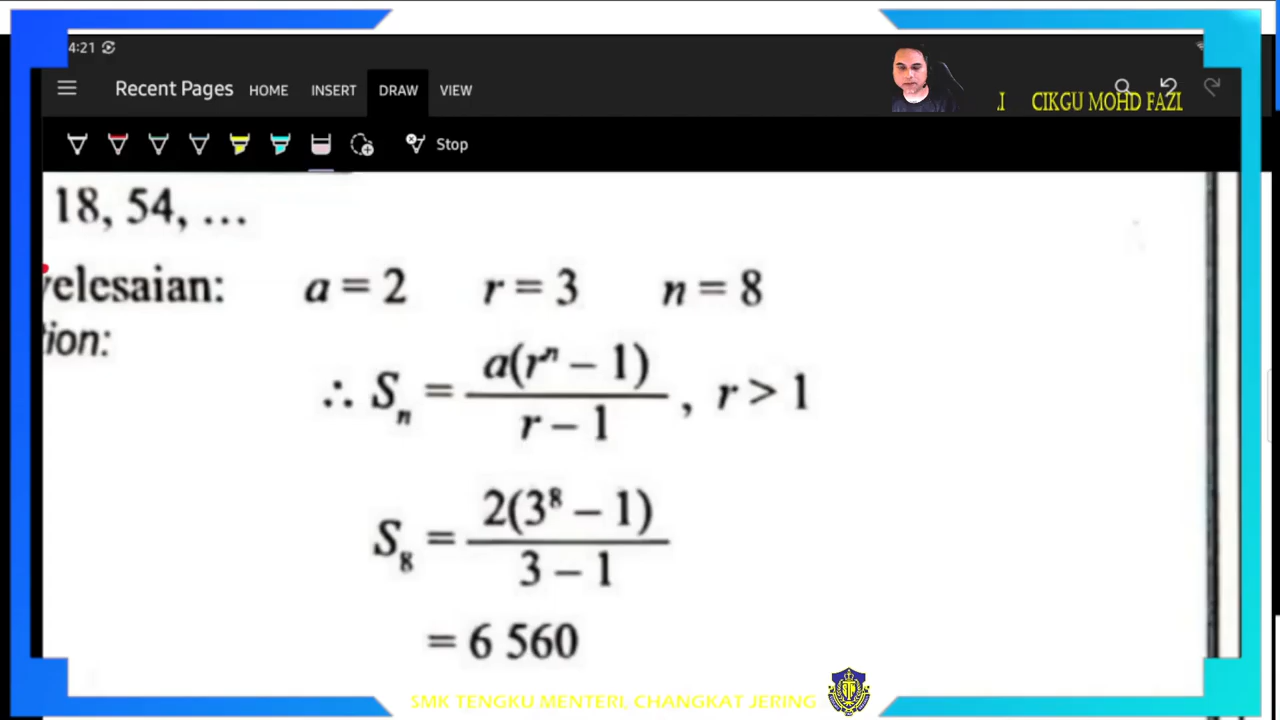 4:21
Recent Pages HOME INSERT DRAW VIEW
.I CIKGU MOHD FAZL
Stop
18, 54, ...
yelesaian: a = 2 r = 3 n = 8
tion:
∴ Sₙ = a(rⁿ – 1) / r – 1 , r > 1
S₈ = 2(3⁸ – 1) / 3 – 1
= 6 560
SMK TENGKU MENTERI, CHANGKAT JERING